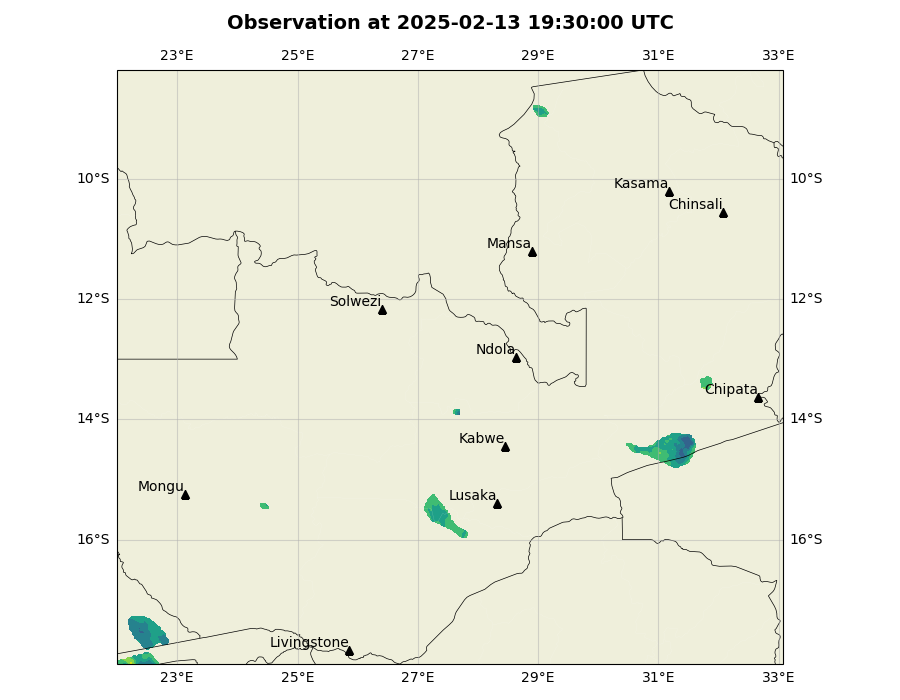 Observation at 2025-02-13 19:30:00 UTC
23°E 25°E 27°E 29°E 31°E 33°E
10°S 10°S
Kasama
Chinsali
Mansa
12°S 12°S
Solwezi
Ndola
Chipata
14°S 14°S
Kabwe
Mongu
Lusaka
16°S 16°S
Livingstone
23°E 25°E 27°E 29°E 31°E 33°E